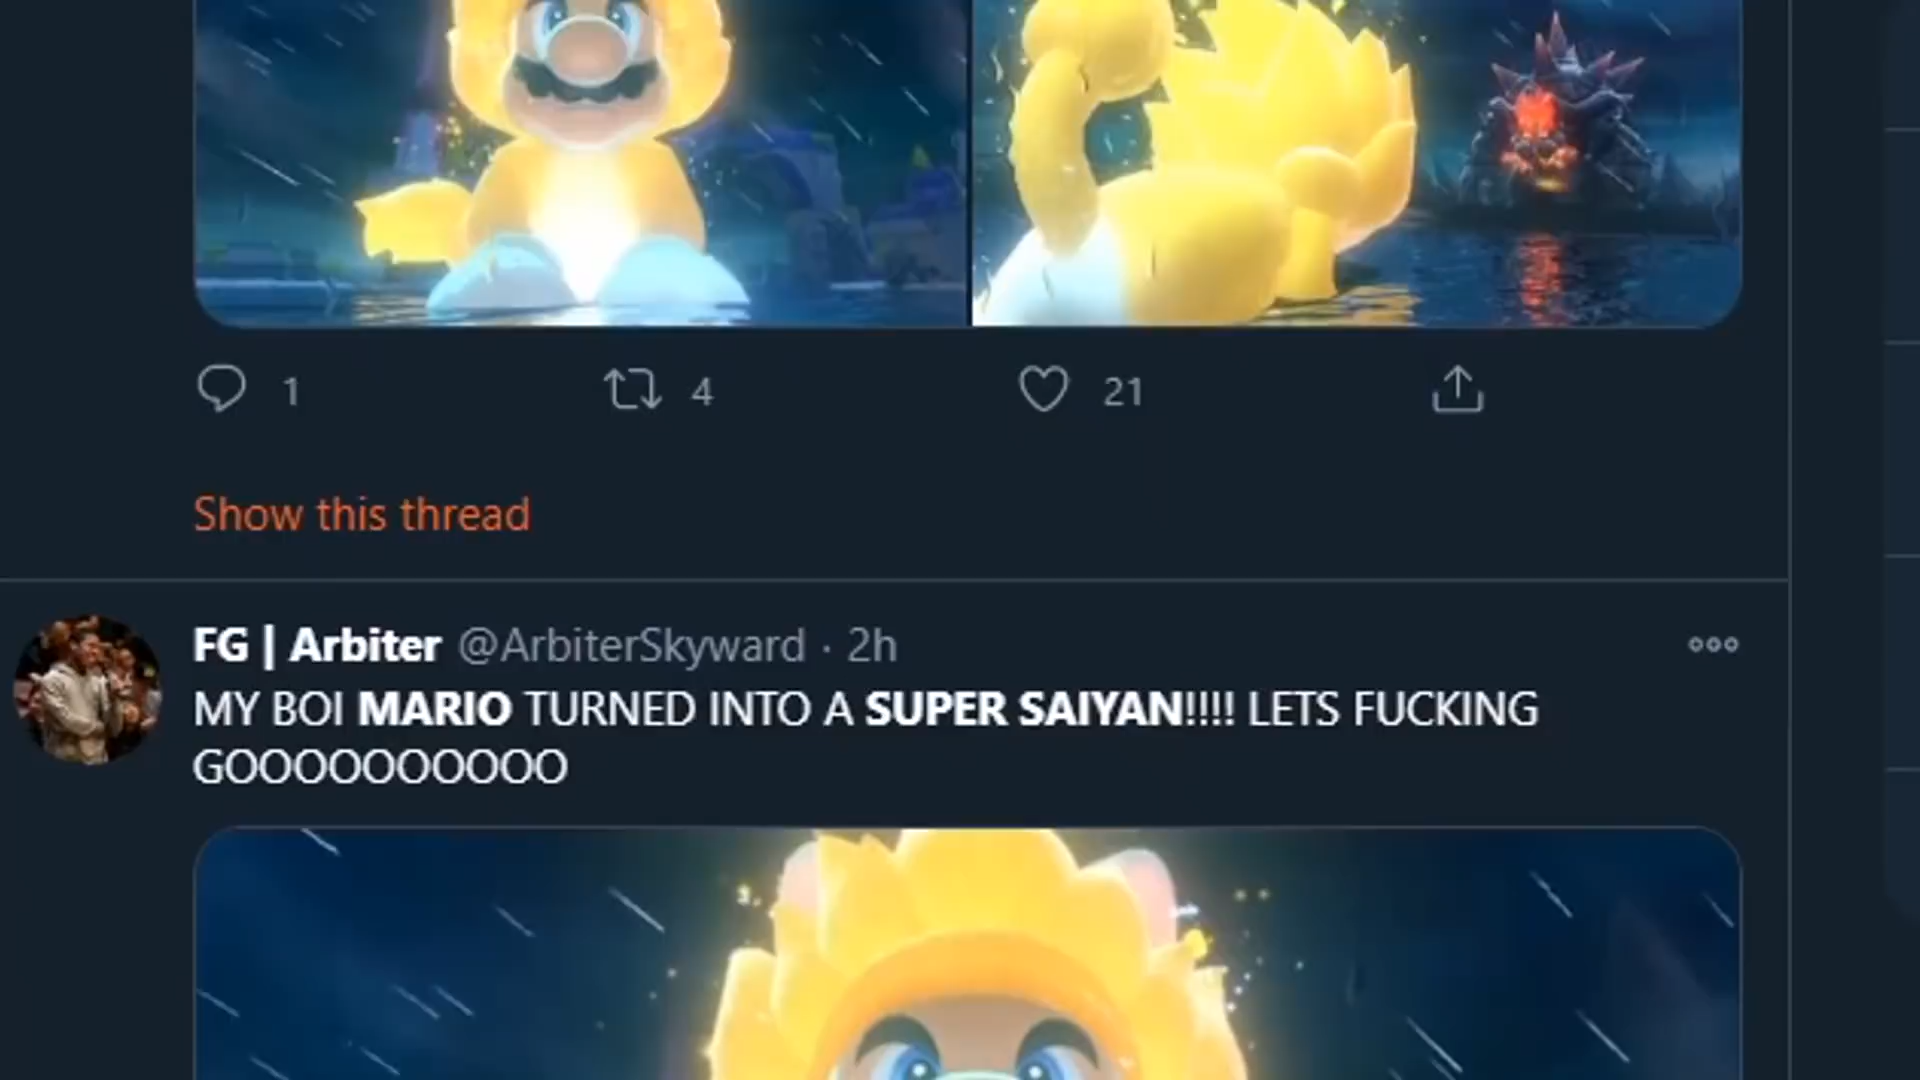 1 4 21
Show this thread
FG | Arbiter @ArbiterSkyward · 2h
MY BOI MARIO TURNED INTO A SUPER SAIYAN!!!! LETS FUCKING
GOOOOOOOOOOO